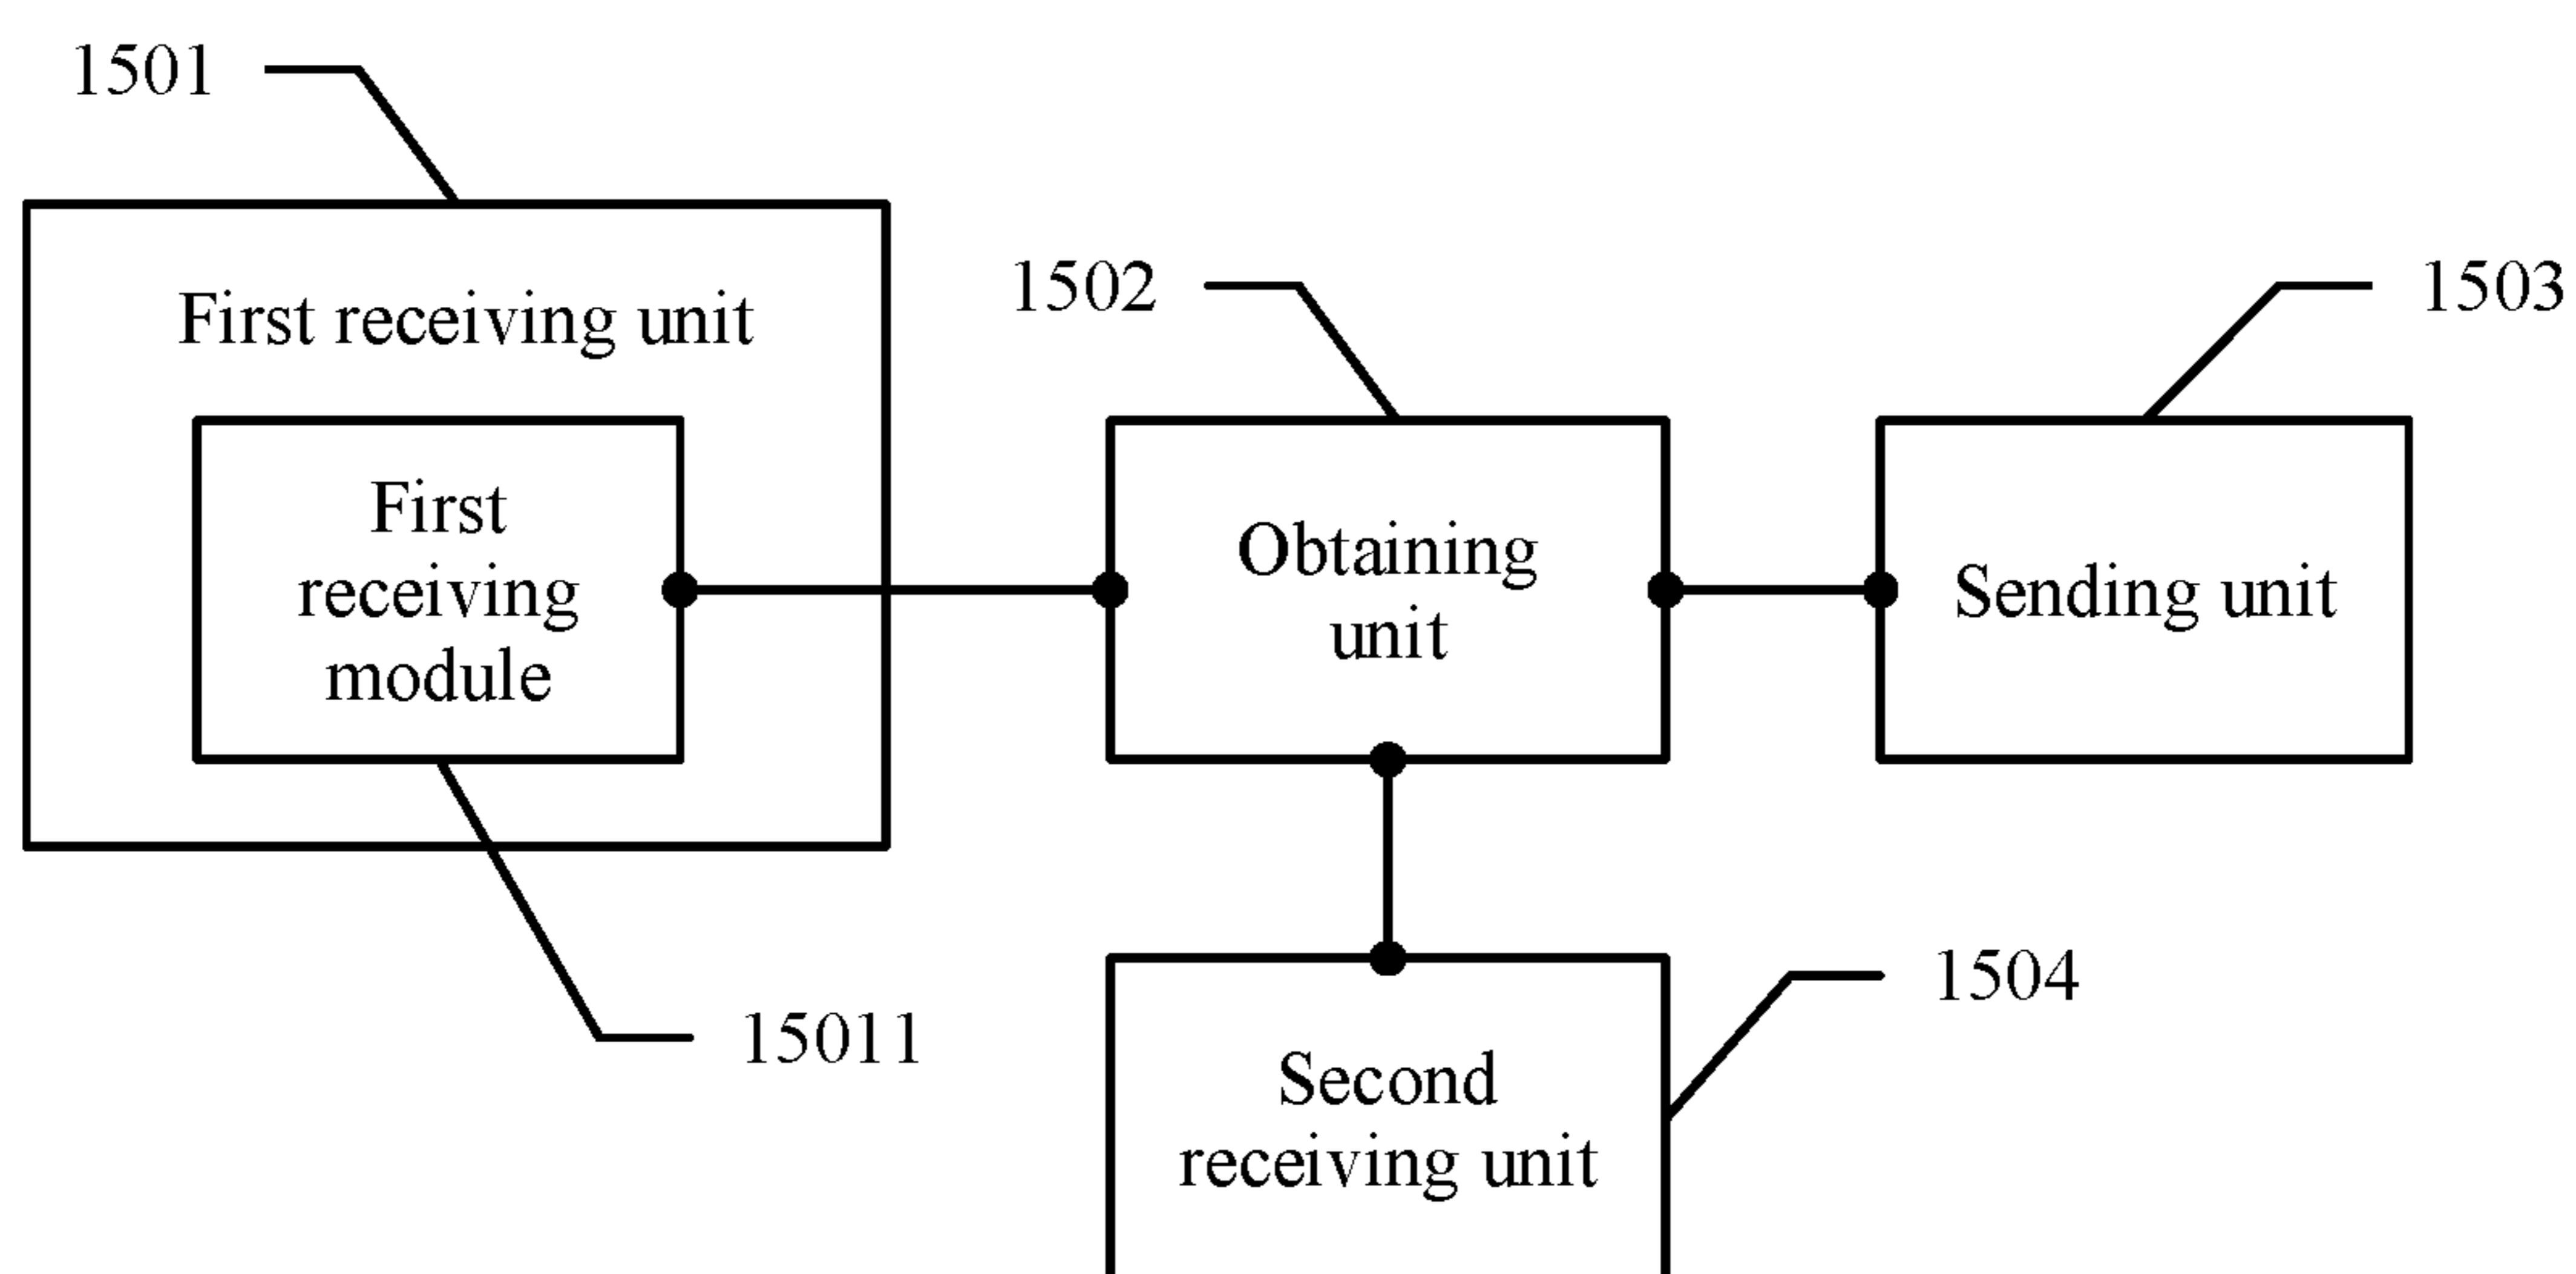 1501
First receiving unit
1502
1503
First
receiving
module
Obtaining
unit
Sending unit
15011
1504
Second
receiving unit